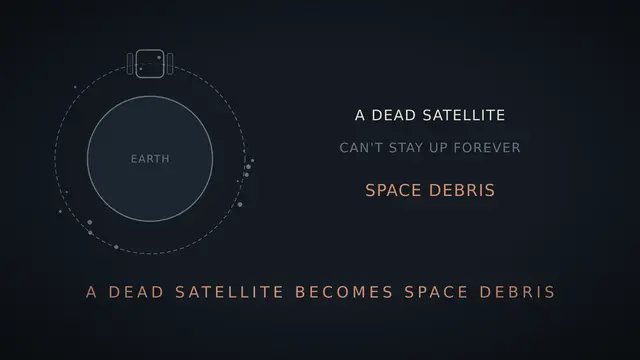 EARTH
A DEAD SATELLITE
CAN'T STAY UP FOREVER
SPACE DEBRIS
A DEAD SATELLITE BECOMES SPACE DEBRIS